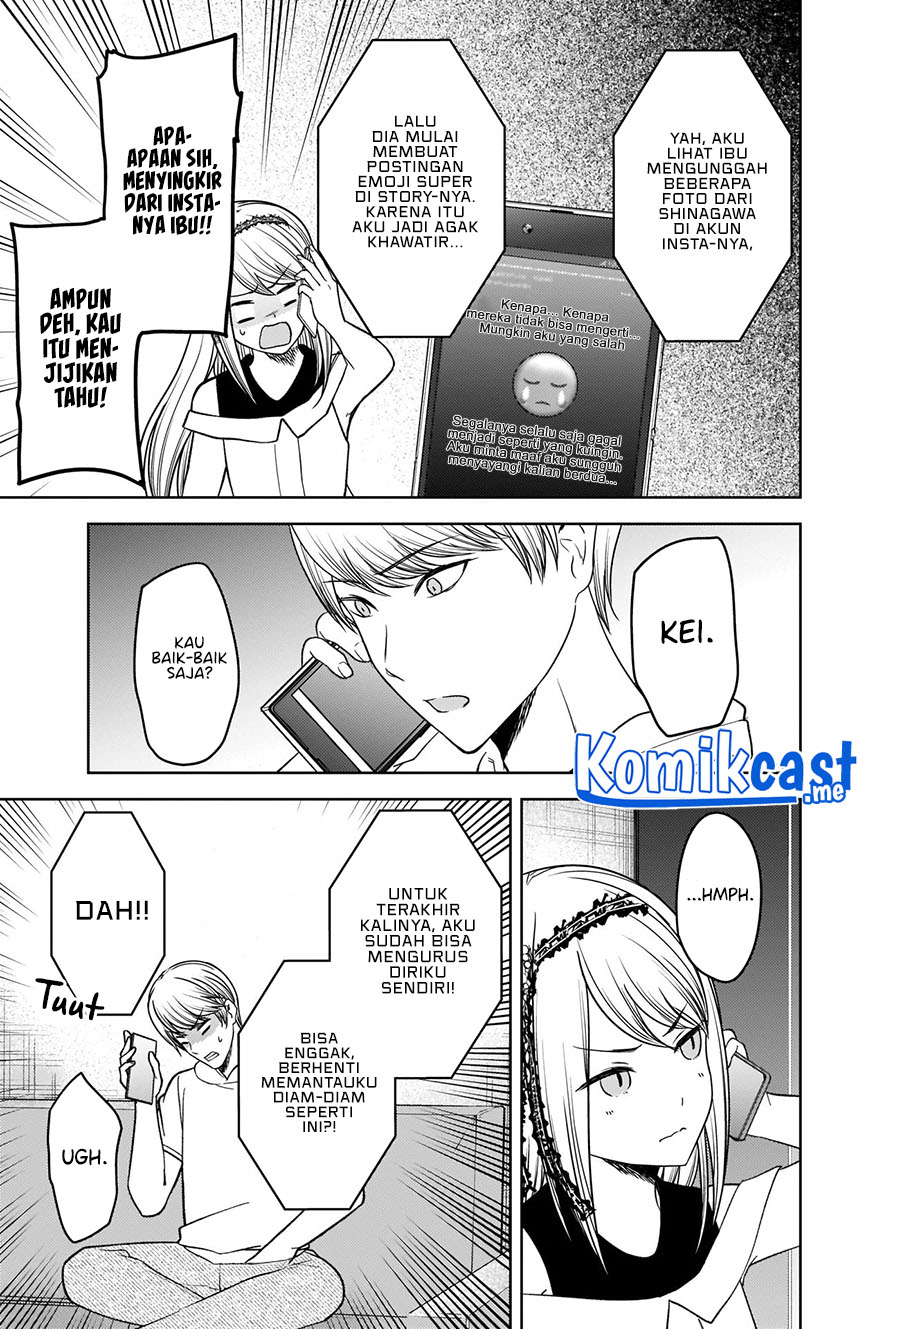 YAH, AKU
LIHAT IBU
MENGUNGGAH
BEBERAPA
FOTO DARI
SHINAGAWA
DI AKUN
INSTA-NYA,
LALU
DIA MULAI
MEMBUAT
POSTINGAN
EMOJI SUPER
DI STORY-NYA.
KARENA ITU
AKU JADI AGAK
KHAWATIR...
Kenapa... Kenapa
mereka tidak bisa mengerti...
Mungkin aku yang salah
Segalanya selalu saja gagal
menjadi seperti yang kuingin.
Aku minta maaf aku sungguh
menyayangi kalian berdua...
APA-
APAAN SIH,
MENYINGKIR
DARI INSTA-
NYA IBU!!
AMPUN
DEH, KAU
ITU MEN-
JIJIKAN
TAHU!
KEI.
KAU
BAIK-BAIK
SAJA?
Komikcast
.me
...HMPH.
UNTUK
TERAKHIR
KALINYA, AKU
SUDAH BISA
MENGURUS
DIRIKU
SENDIRI!
BISA
ENGGAK,
BERHENTI
MEMANTAUKU
DIAM-DIAM
SEPERTI
INI?!
DAH!!
Tuut
UGH.